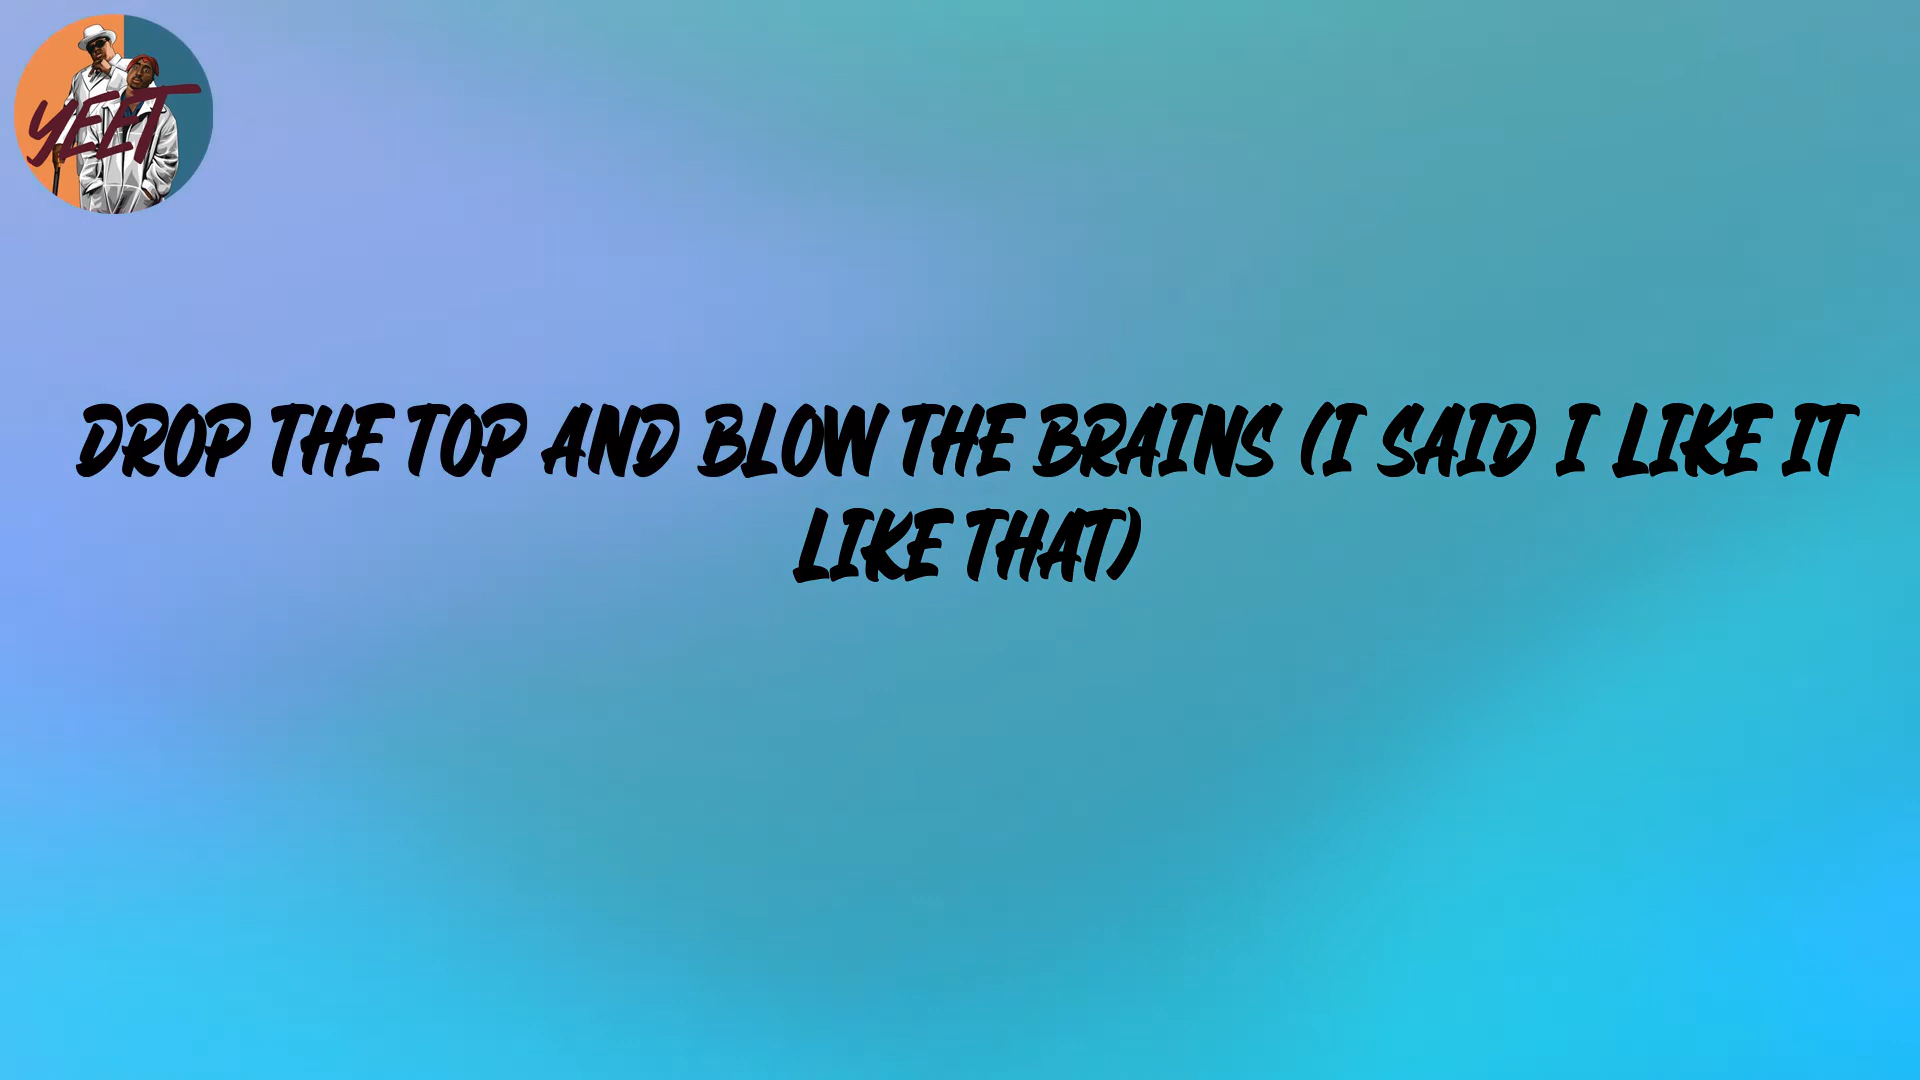 YEET
DROP THE TOP AND BLOW THE BRAINS (I SAID I LIKE IT
LIKE THAT)